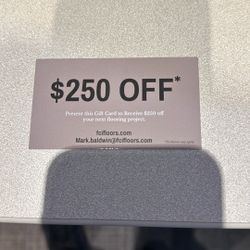 $250 OFF*
Present this Gift Card to Receive $250 off
your next flooring project.
fcifloors.com
Mark.baldwin@fcifloors.com